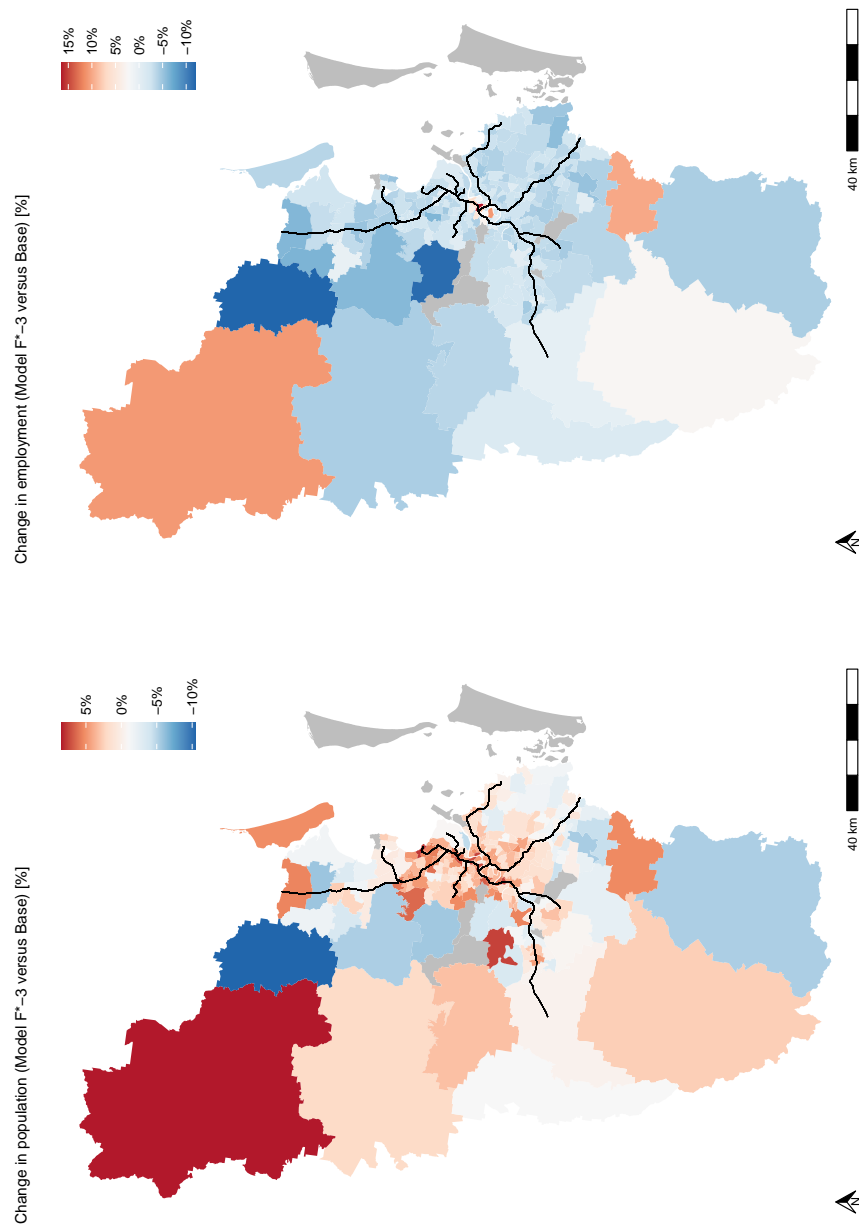 Change in population (Model F*−3 versus Base) [%]
5%
0%
−5%
−10%
40 km
N
Change in employment (Model F*−3 versus Base) [%]
15%
10%
5%
0%
−5%
−10%
40 km
N